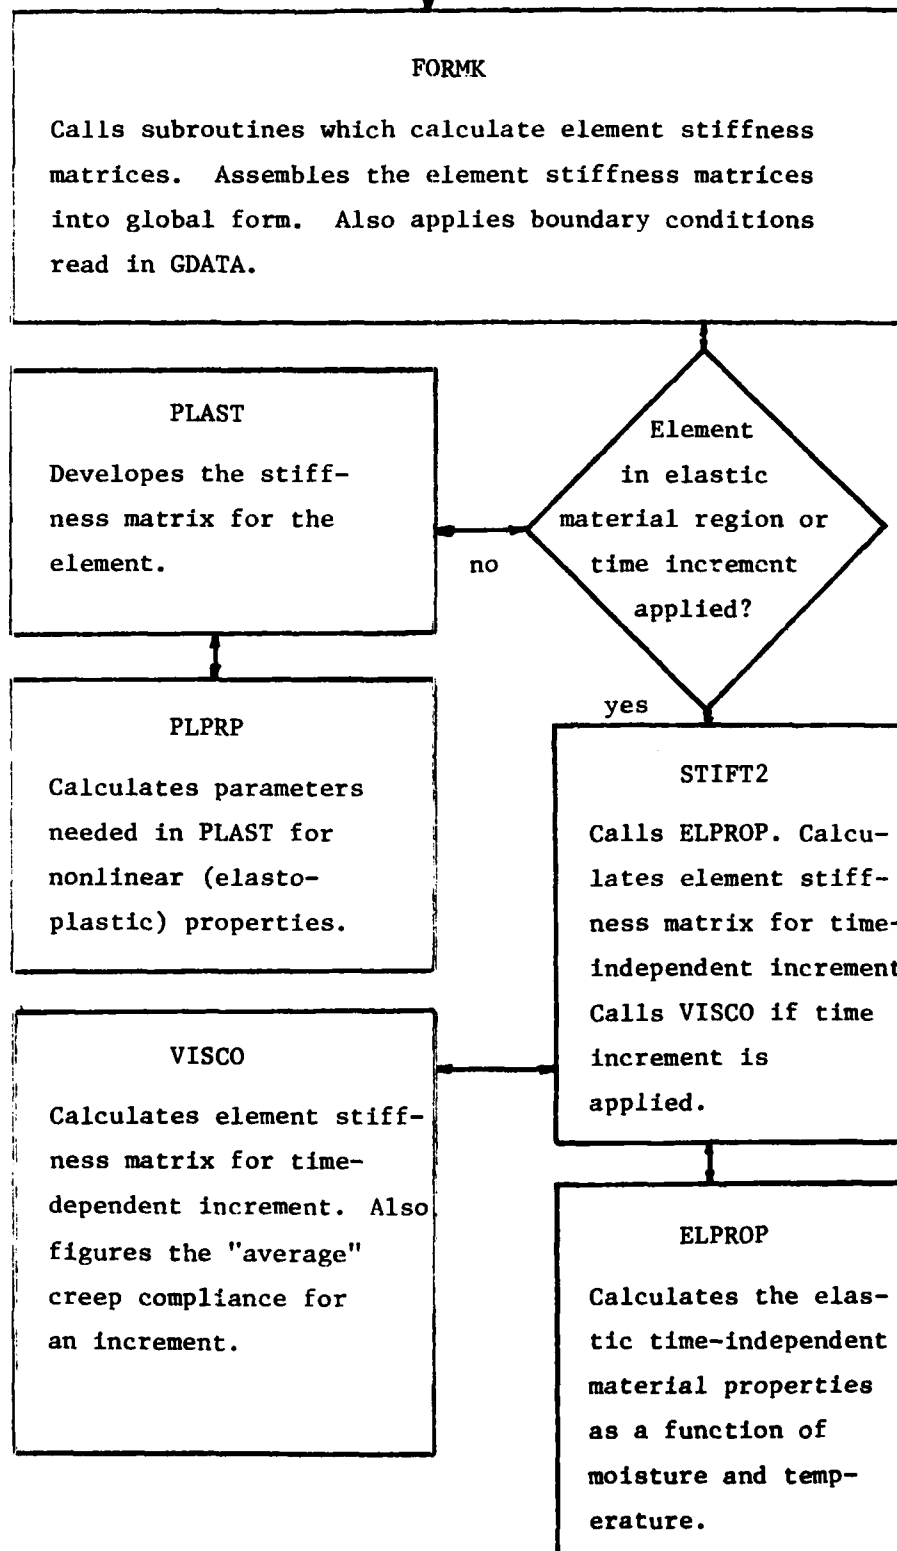 FORMK
Calls subroutines which calculate element stiffness
matrices. Assembles the element stiffness matrices
into global form. Also applies boundary conditions
read in GDATA.
PLAST
Developes the stiff-
ness matrix for the
element.
Element
in elastic
material region or
time increment
applied?
no
yes
PLPRP
Calculates parameters
needed in PLAST for
nonlinear (elasto-
plastic) properties.
STIFT2
Calls ELPROP. Calcu-
lates element stiff-
ness matrix for time-
independent increment
Calls VISCO if time
increment is
applied.
VISCO
Calculates element stiff-
ness matrix for time-
dependent increment. Also
figures the "average"
creep compliance for
an increment.
ELPROP
Calculates the elas-
tic time-independent
material properties
as a function of
moisture and temp-
erature.